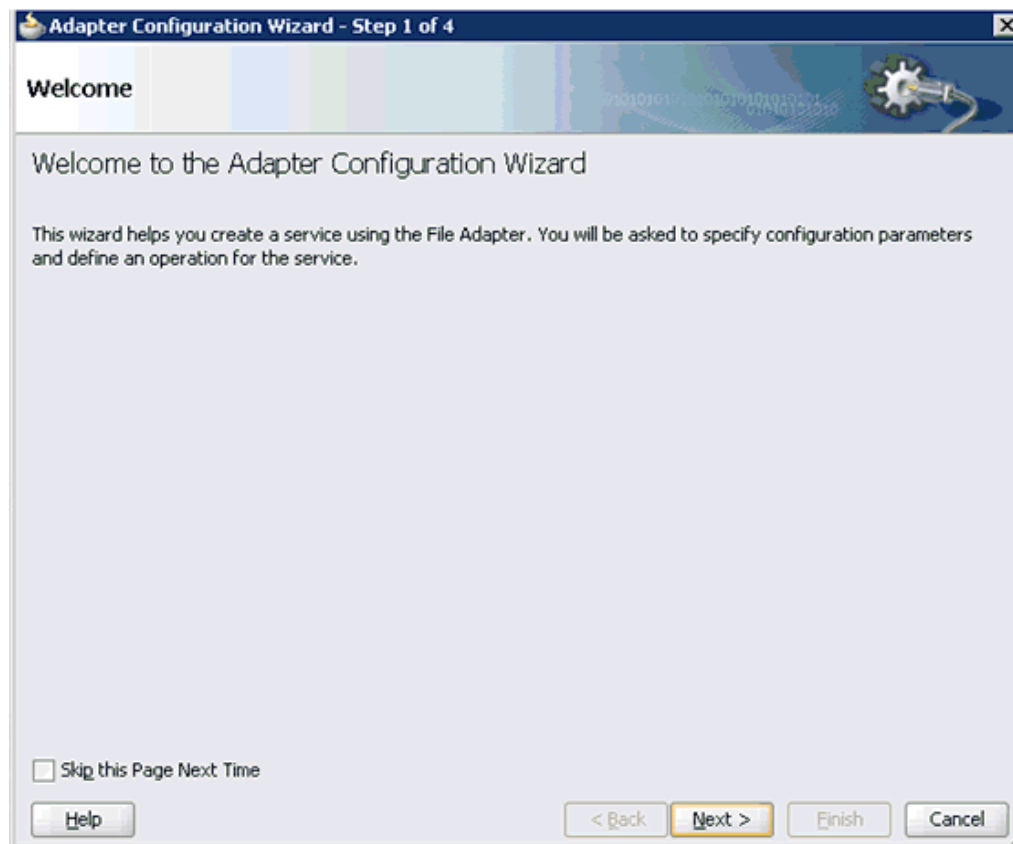 Adapter Configuration Wizard - Step 1 of 4
Welcome
Welcome to the Adapter Configuration Wizard
This wizard helps you create a service using the File Adapter. You will be asked to specify configuration parameters
and define an operation for the service.
Skip this Page Next Time
Help
< Back
Next >
Finish
Cancel